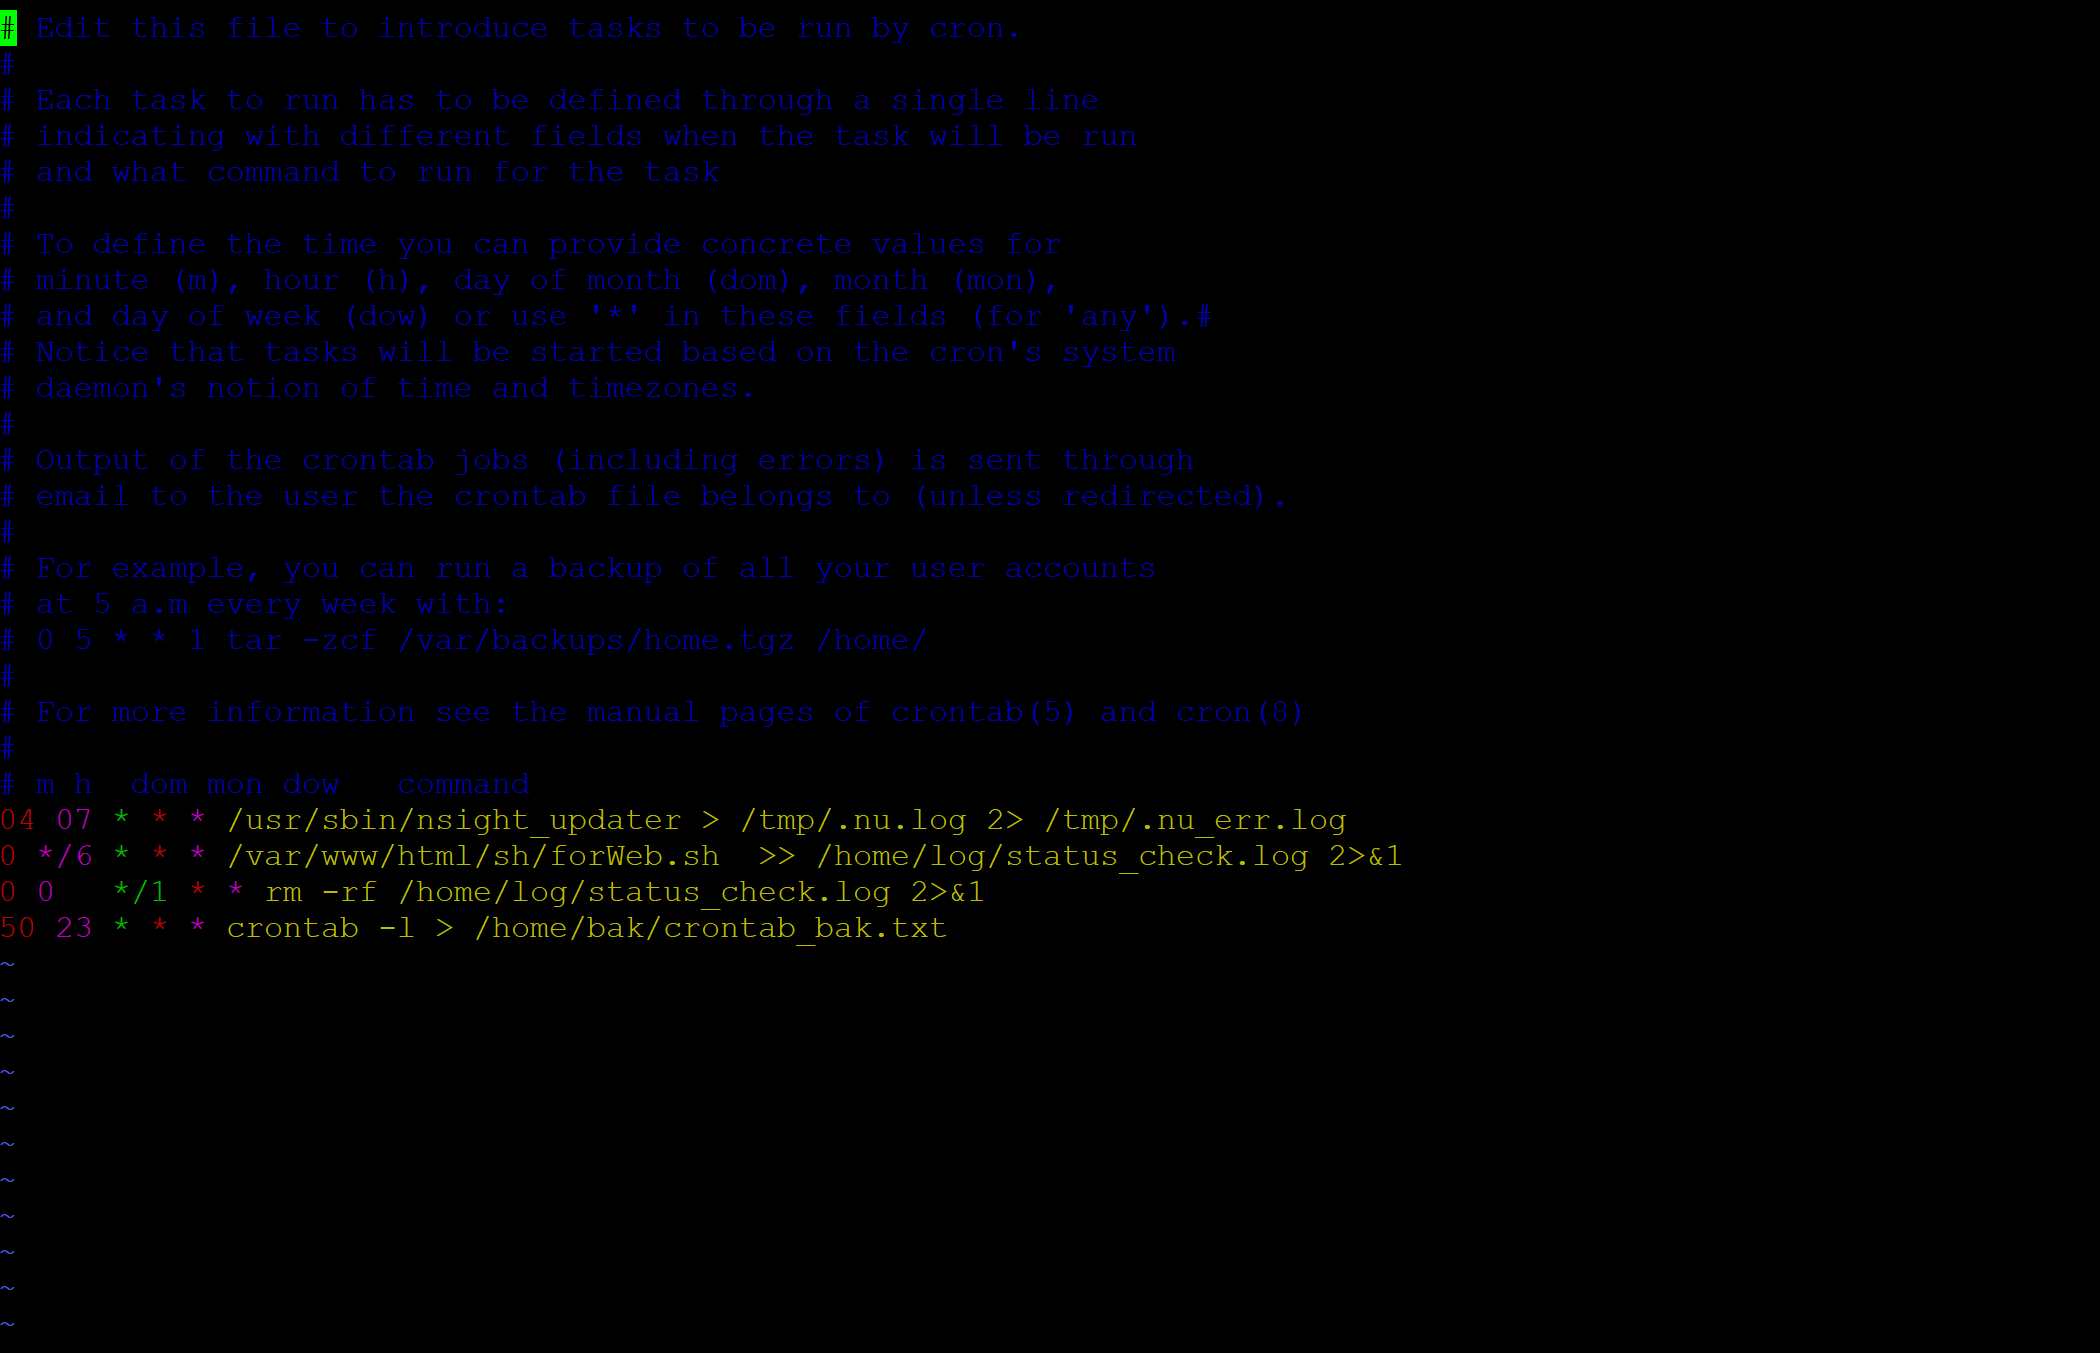 # Edit this file to introduce tasks to be run by cron.
#
# Each task to run has to be defined through a single line
# indicating with different fields when the task will be run
# and what command to run for the task
#
# To define the time you can provide concrete values for
# minute (m), hour (h), day of month (dom), month (mon),
# and day of week (dow) or use '*' in these fields (for 'any').#
# Notice that tasks will be started based on the cron's system
# daemon's notion of time and timezones.
#
# Output of the crontab jobs (including errors) is sent through
# email to the user the crontab file belongs to (unless redirected).
#
# For example, you can run a backup of all your user accounts
# at 5 a.m every week with:
# 0 5 * * 1 tar -zcf /var/backups/home.tgz /home/
#
# For more information see the manual pages of crontab(5) and cron(8)
#
# m h  dom mon dow   command
04 07 * * * /usr/sbin/nsight_updater > /tmp/.nu.log 2> /tmp/.nu_err.log
0 */6 * * * /var/www/html/sh/forWeb.sh  >> /home/log/status_check.log 2>&1
0 0   */1 * * rm -rf /home/log/status_check.log 2>&1
50 23 * * * crontab -l > /home/bak/crontab_bak.txt
~
~
~
~
~
~
~
~
~
~
~